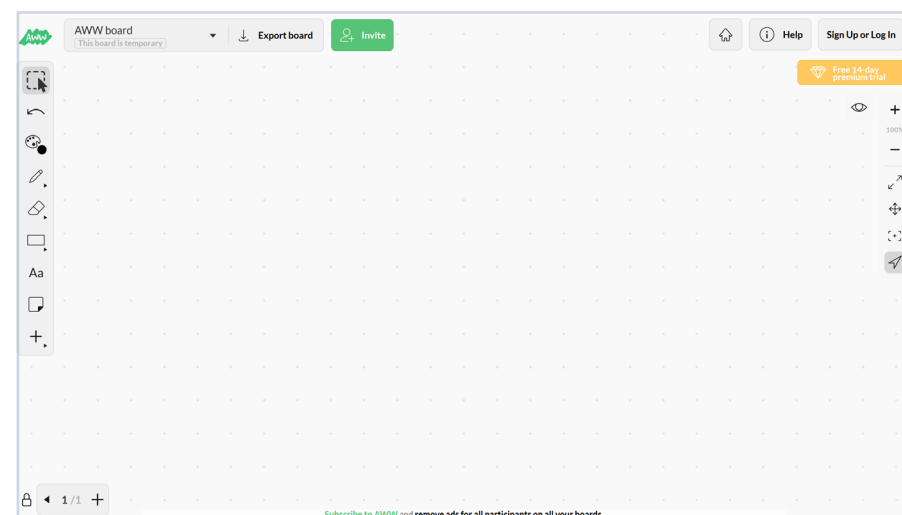 AWW
AWW board
This board is temporary
Export board
Invite
Help
Sign Up or Log In
Free 14-day
premium trial
100%
Aa
1/1
Subscribe to AWW and remove ads for all participants on all your boards